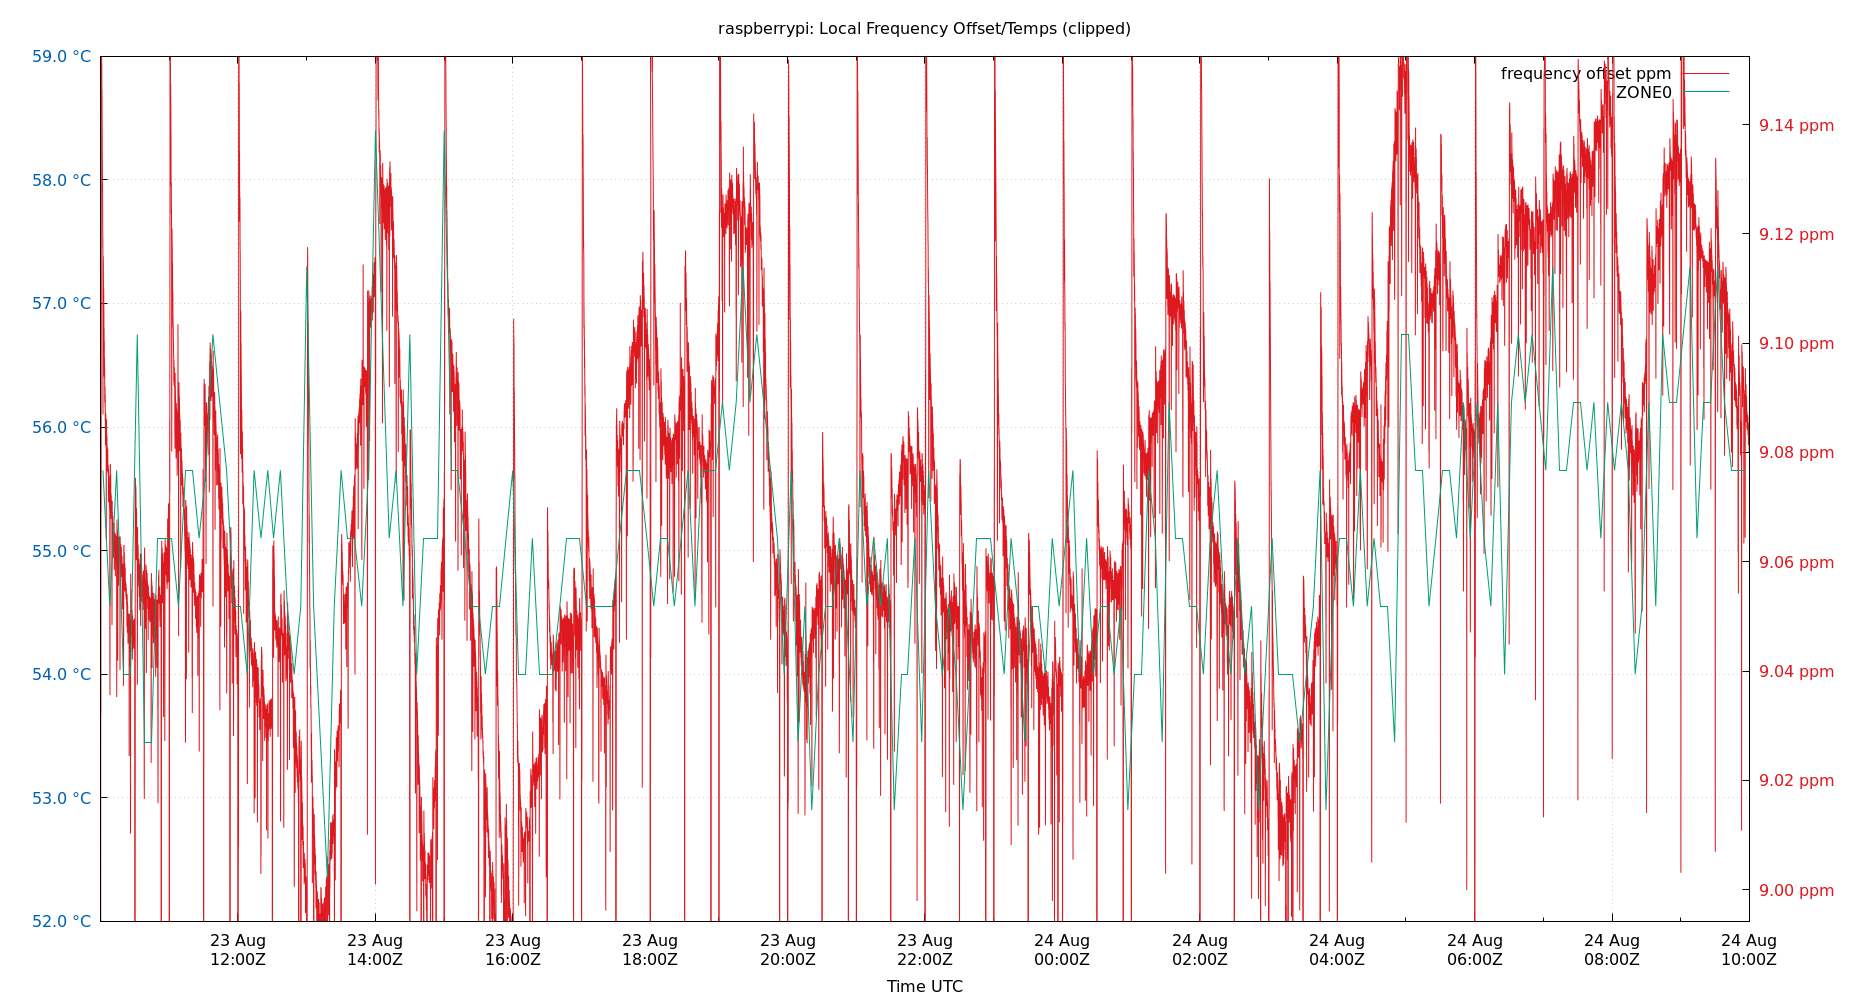 raspberrypi: Local Frequency Offset/Temps (clipped)
59.0 °C
58.0 °C
57.0 °C
56.0 °C
55.0 °C
54.0 °C
53.0 °C
52.0 °C
frequency offset ppm
ZONE0
9.14 ppm
9.12 ppm
9.10 ppm
9.08 ppm
9.06 ppm
9.04 ppm
9.02 ppm
9.00 ppm
23 Aug 23 Aug 23 Aug 23 Aug 23 Aug 23 Aug 24 Aug 24 Aug 24 Aug 24 Aug 24 Aug 24 Aug
12:00Z 14:00Z 16:00Z 18:00Z 20:00Z 22:00Z 00:00Z 02:00Z 04:00Z 06:00Z 08:00Z 10:00Z
Time UTC